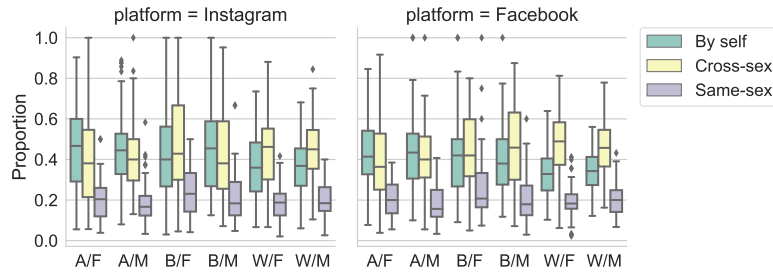 platform = Instagram
platform = Facebook
Proportion
1.0
0.8
0.6
0.4
0.2
0.0
A/F A/M B/F B/M W/F W/M
A/F A/M B/F B/M W/F W/M
By self
Cross-sex
Same-sex